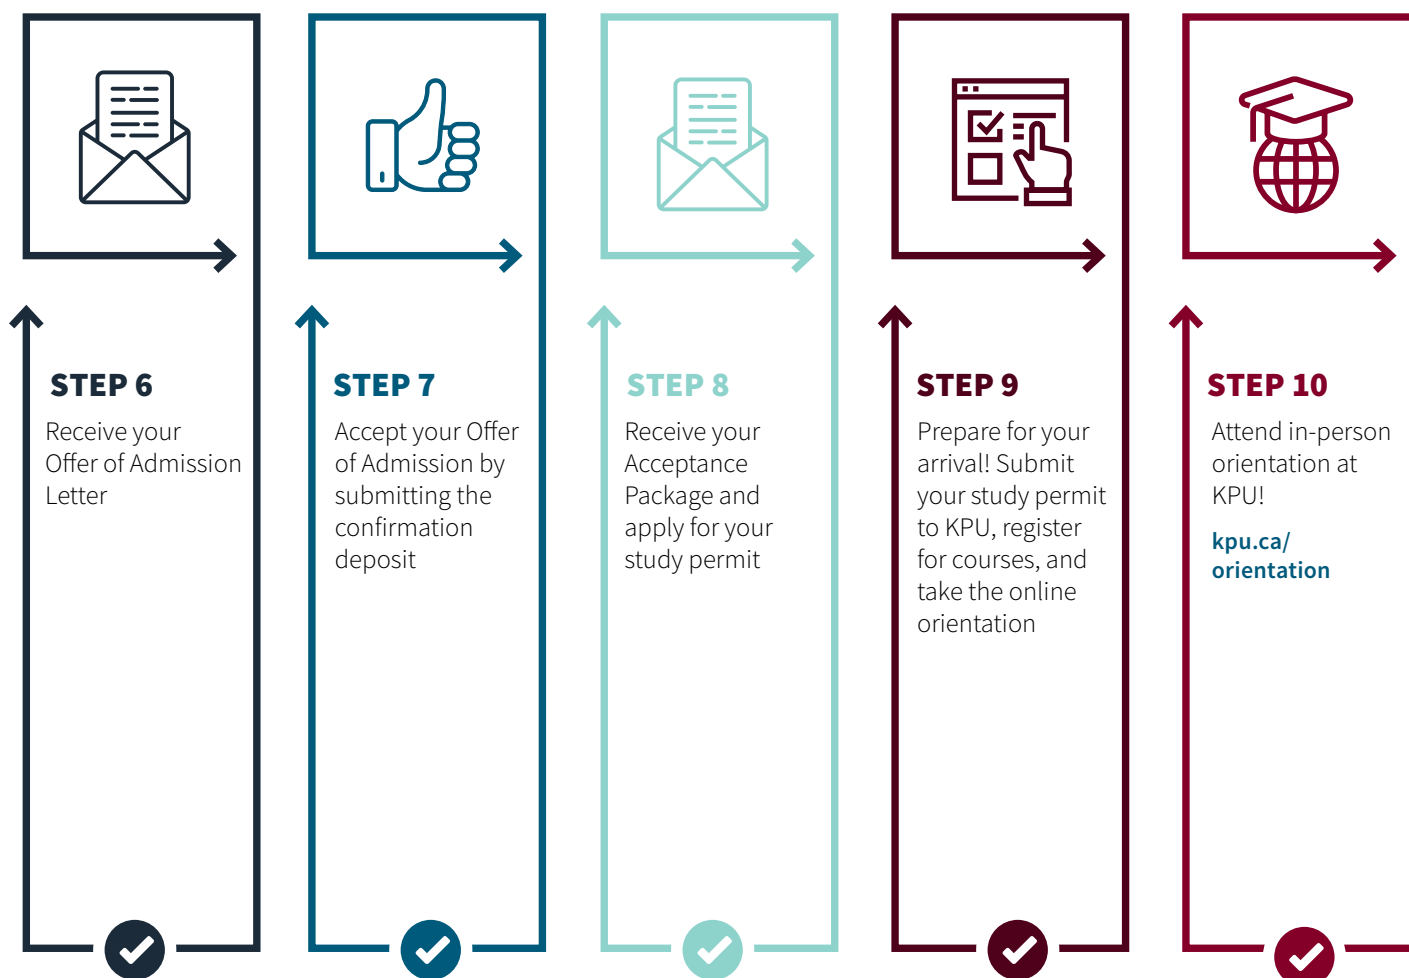 STEP 6
Receive your
Offer of Admission
Letter
STEP 7
Accept your Offer
of Admission by
submitting the
confirmation
deposit
STEP 8
Receive your
Acceptance
Package and
apply for your
study permit
STEP 9
Prepare for your
arrival! Submit
your study permit
to KPU, register
for courses, and
take the online
orientation
STEP 10
Attend in-person
orientation at
KPU!
kpu.ca/
orientation